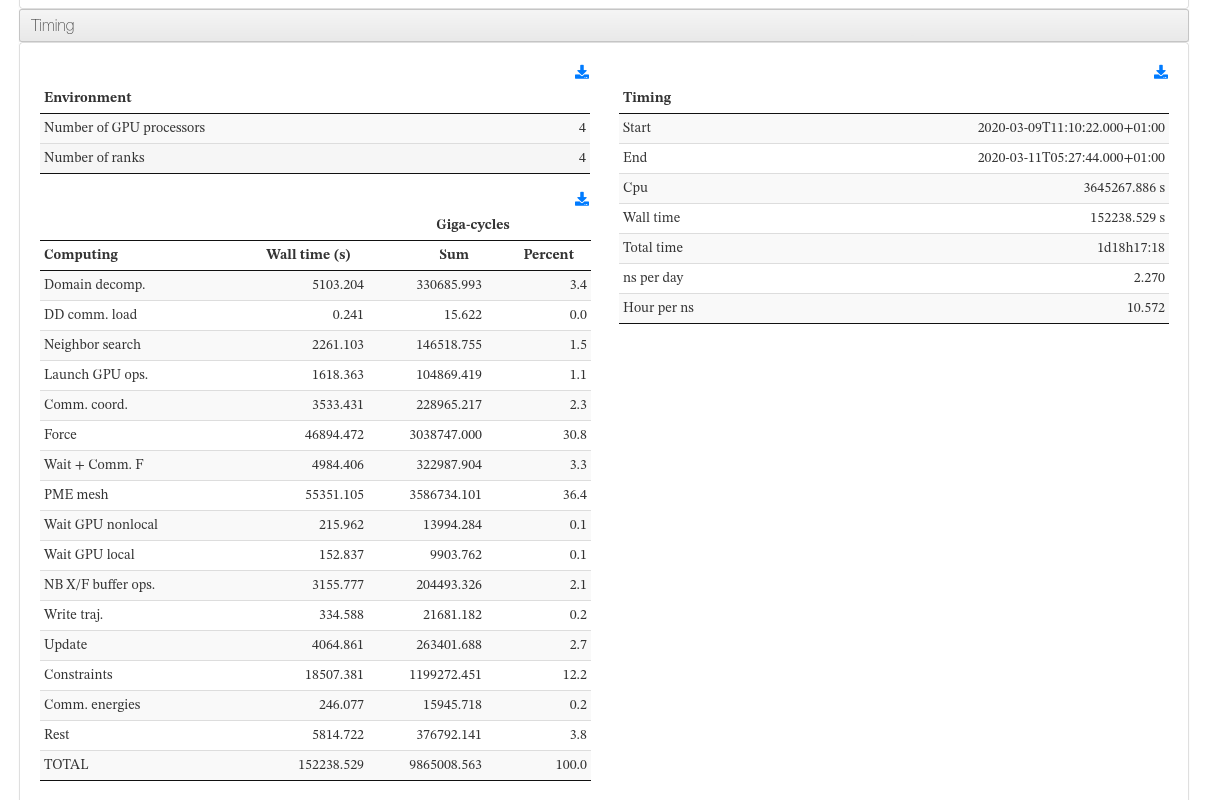 Timing
Environment
Number of GPU processors 4
Number of ranks 4
Giga-cycles
Computing Wall time (s) Sum Percent
Domain decomp. 5103.204 330685.993 3.4
DD comm. load 0.241 15.622 0.0
Neighbor search 2261.103 146518.755 1.5
Launch GPU ops. 1618.363 104869.419 1.1
Comm. coord. 3533.431 228965.217 2.3
Force 46894.472 3038747.000 30.8
Wait + Comm. F 4984.406 322987.904 3.3
PME mesh 55351.105 3586734.101 36.4
Wait GPU nonlocal 215.962 13994.284 0.1
Wait GPU local 152.837 9903.762 0.1
NB X/F buffer ops. 3155.777 204493.326 2.1
Write traj. 334.588 21681.182 0.2
Update 4064.861 263401.688 2.7
Constraints 18507.381 1199272.451 12.2
Comm. energies 246.077 15945.718 0.2
Rest 5814.722 376792.141 3.8
TOTAL 152238.529 9865008.563 100.0
Timing
Start 2020-03-09T11:10:22.000+01:00
End 2020-03-11T05:27:44.000+01:00
Cpu 3645267.886 s
Wall time 152238.529 s
Total time 1d18h17:18
ns per day 2.270
Hour per ns 10.572